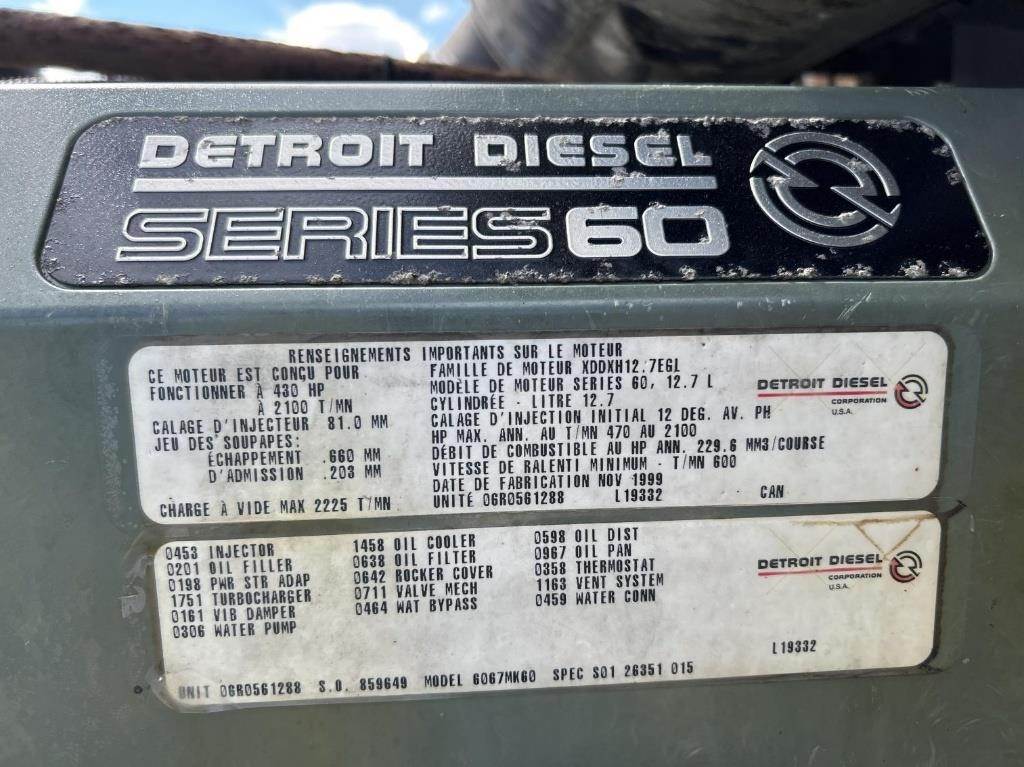 DETROIT DIESEL
SERIES 60
RENSEIGNEMENTS IMPORTANTS SUR LE MOTEUR
CE MOTEUR EST CONÇU POUR
FONCTIONNER À 430 HP
À 2100 T/MN
CALAGE D'INJECTEUR 81.0 MM
JEU DES SOUPAPES:
ÉCHAPPEMENT .660 MM
D'ADMISSION .203 MM
CHARGE À VIDE MAX 2225 T/MN
FAMILLE DE MOTEUR XDDXH12.7EGL
MODÈLE DE MOTEUR SERIES 60, 12.7 L
CYLINDRÉE - LITRE 12.7
CALAGE D'INJECTION INITIAL 12 DEG. AV. PH
HP MAX. ANN. AU T/MN 470 AU 2100
DÉBIT DE COMBUSTIBLE AU HP ANN. 229.6 MM3/COURSE
VITESSE DE RALENTI MINIMUM - T/MN 600
DATE DE FABRICATION NOV 1999
UNITÉ 06R0561288 L19332 CAN
DETROIT DIESEL
CORPORATION
U.S.A.
0453 INJECTOR
0201 OIL FILLER
0198 PWR STR ADAP
1751 TURBOCHARGER
0161 VIB DAMPER
0306 WATER PUMP
1458 OIL COOLER
0638 OIL FILTER
0642 ROCKER COVER
0711 VALVE MECH
0464 WAT BYPASS
0598 OIL DIST
0967 OIL PAN
0358 THERMOSTAT
1163 VENT SYSTEM
0459 WATER CONN
DETROIT DIESEL
CORPORATION
U.S.A.
L19332
UNIT 06R0561288 S.O. 859649 MODEL 6067MK60 SPEC S01 26351 015